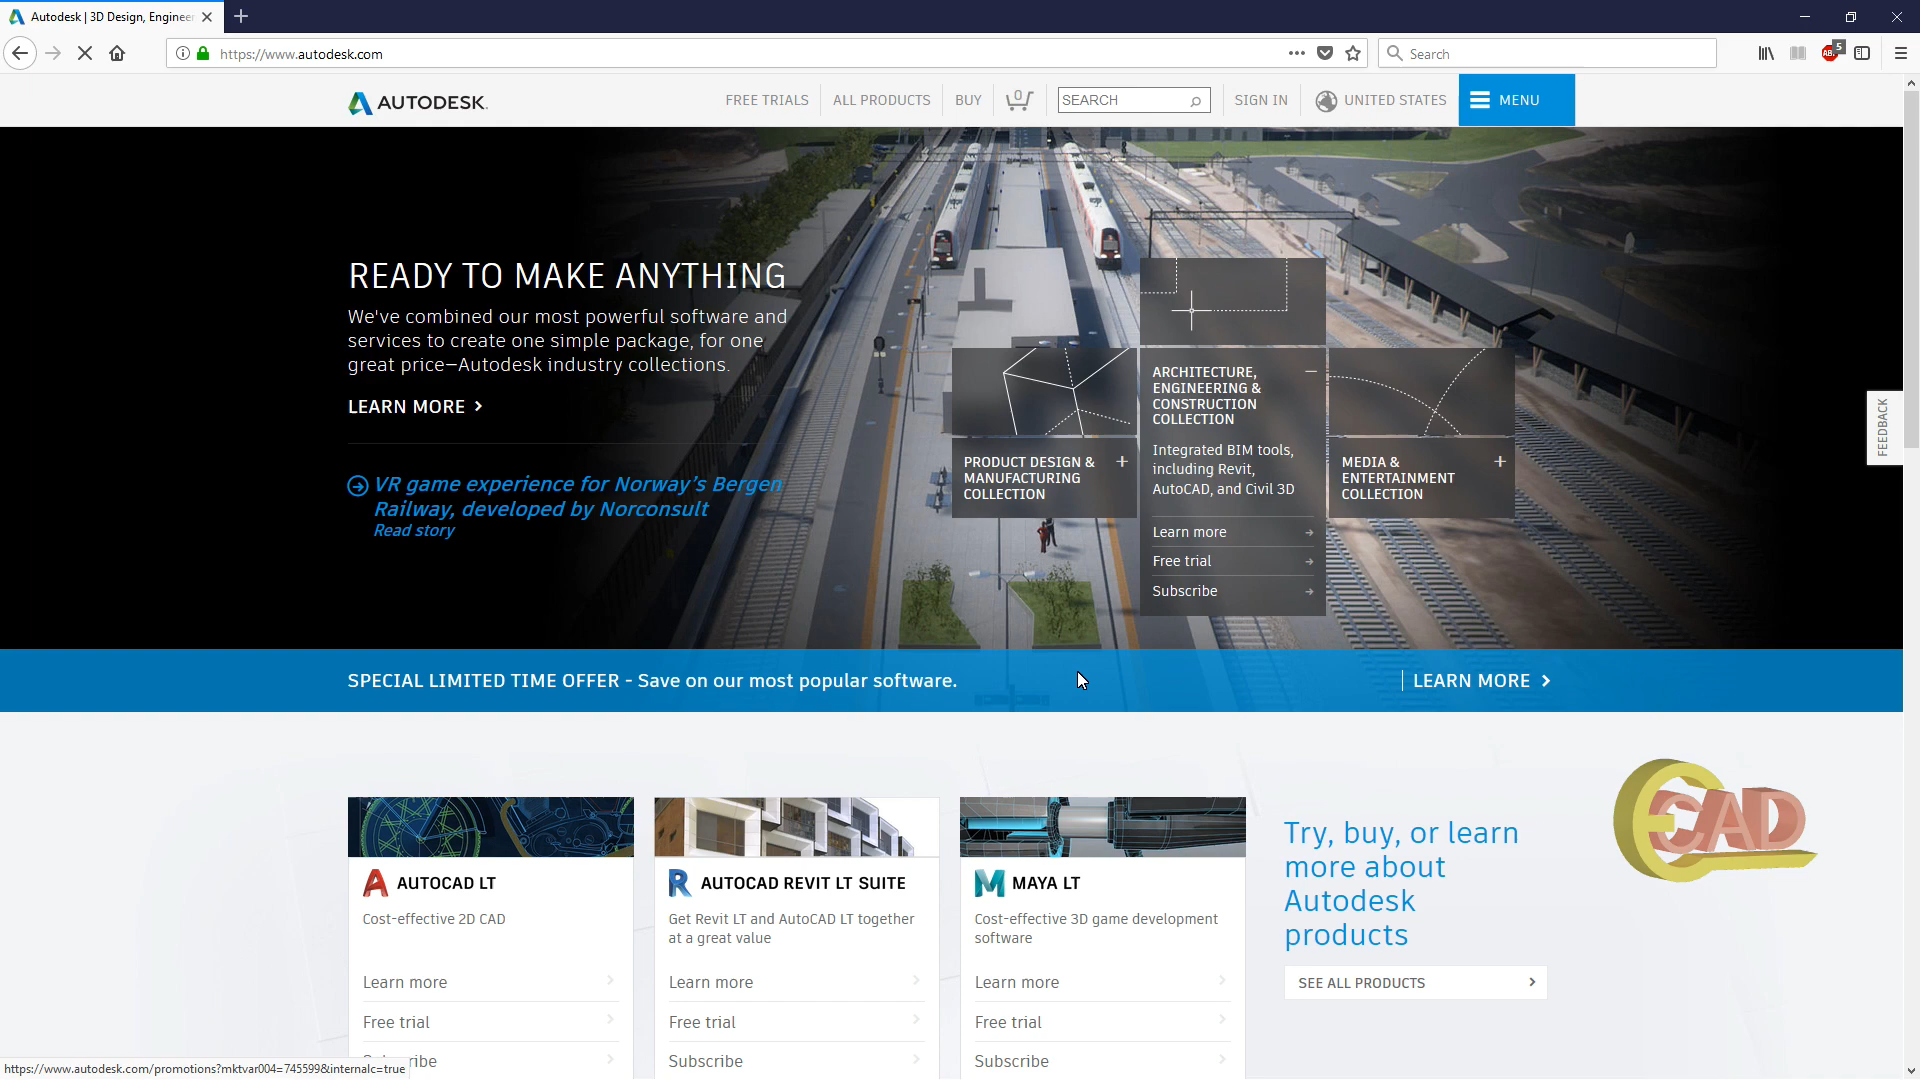 Autodesk | 3D Design, Engineer
https://www.autodesk.com
Search
5
AUTODESK.
FREE TRIALS
ALL PRODUCTS
BUY
0
SEARCH
SIGN IN
UNITED STATES
MENU
READY TO MAKE ANYTHING
We've combined our most powerful software and
services to create one simple package, for one
great price—Autodesk industry collections.
LEARN MORE
VR game experience for Norway's Bergen
Railway, developed by Norconsult
Read story
PRODUCT DESIGN &
MANUFACTURING
COLLECTION
ARCHITECTURE,
ENGINEERING &
CONSTRUCTION
COLLECTION
Integrated BIM tools,
including Revit,
AutoCAD, and Civil 3D
Learn more
Free trial
Subscribe
MEDIA &
ENTERTAINMENT
COLLECTION
FEEDBACK
SPECIAL LIMITED TIME OFFER - Save on our most popular software.
LEARN MORE
AUTOCAD LT
Cost-effective 2D CAD
Learn more
Free trial
Subscribe
AUTOCAD REVIT LT SUITE
Get Revit LT and AutoCAD LT together
at a great value
Learn more
Free trial
Subscribe
MAYA LT
Cost-effective 3D game development
software
Learn more
Free trial
Subscribe
Try, buy, or learn
more about
Autodesk
products
SEE ALL PRODUCTS
CAD
https://www.autodesk.com/promotions?mktvar004=745599&internalc=true